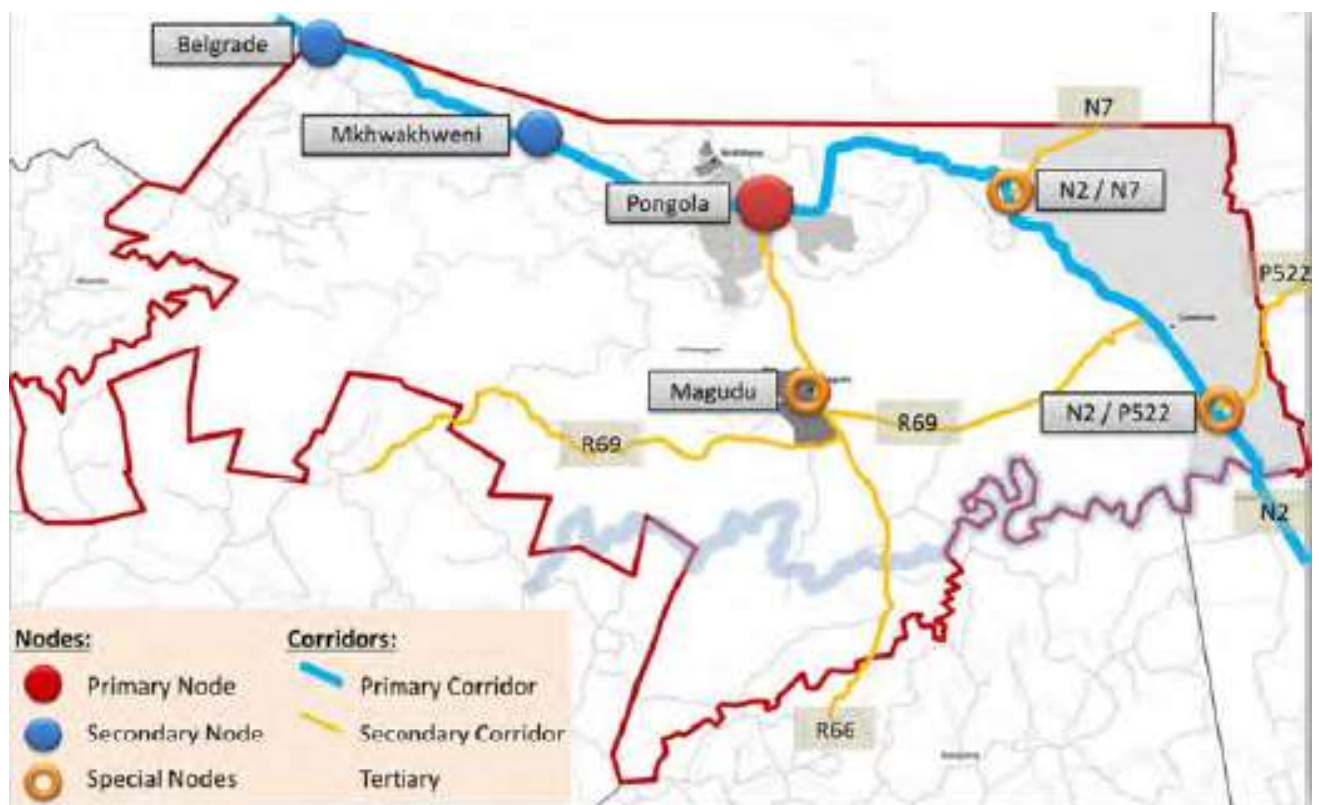 Belgrade
N7
Mkhwakhweni
N2 / N7
Pongola
P522
Magudu
N2 / P522
R69
R69
N2
R66
Nodes:
Corridors:
Primary Node
Primary Corridor
Secondary Node
Secondary Corridor
Special Nodes
Tertiary